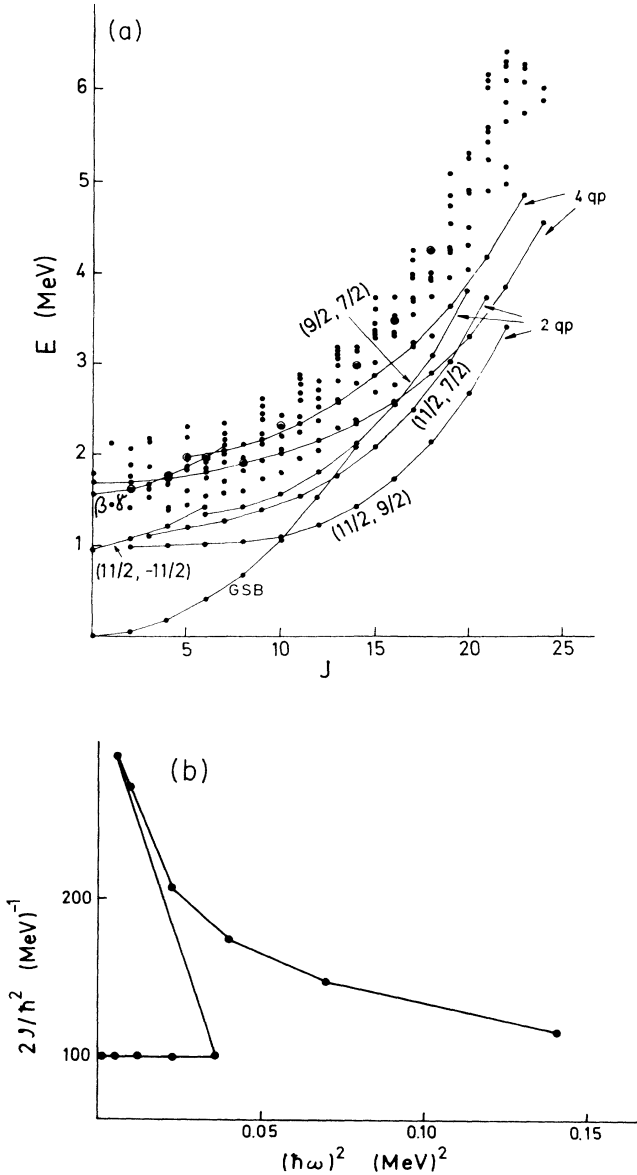 (a)
6
5
4
3
2
1
E (MeV)
4 qp
2 qp
(9/2, 7/2)
(11/2, 7/2)
(11/2, 9/2)
β·γ
(11/2, -11/2)
GSB
5 10 15 20 25
J
(b)
200
100
2J/ħ² (MeV)⁻¹
0.05 0.10 0.15
(ħω)² (MeV)²